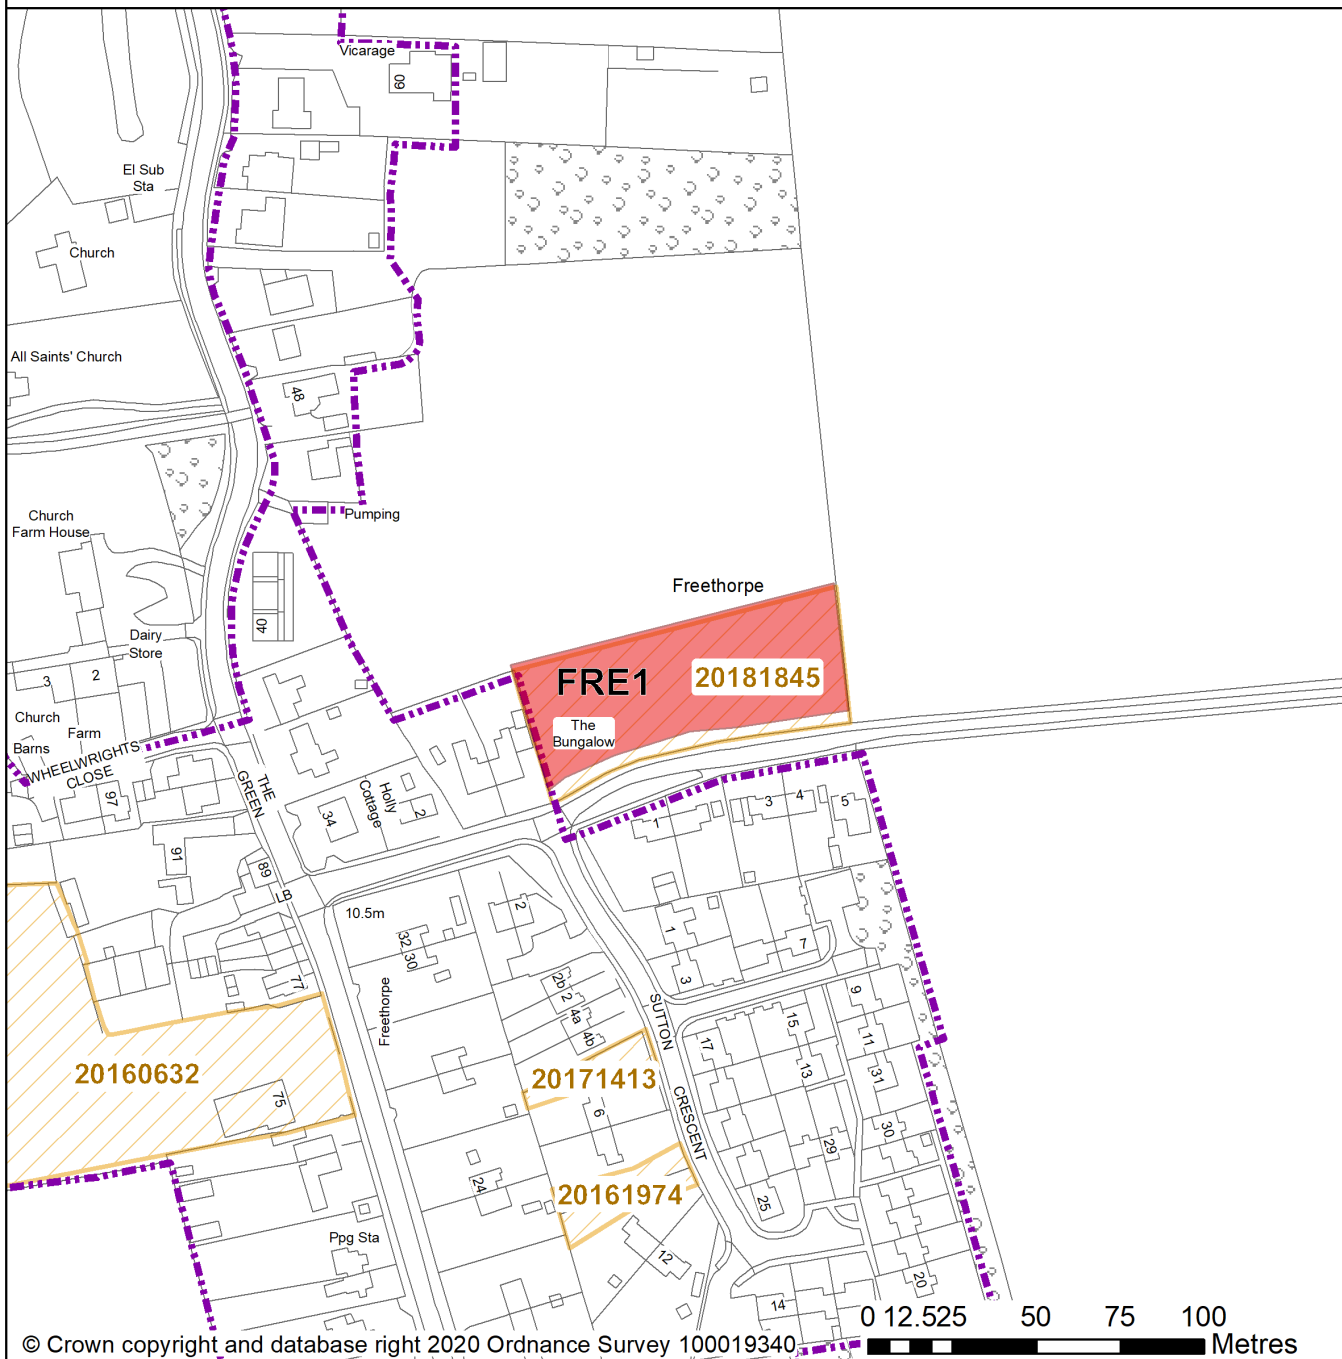 Vicarage
60
El Sub
Sta
Church
All Saints' Church
48
Pumping
Church
Farm House
40
Dairy
Store
3
2
Church
Farm
Barns
WHEELWRIGHTS
CLOSE
97
THE
GREEN
34
Holly
Cottage
2
Freethorpe
FRE1
20181845
The
Bungalow
1
3
4
5
91
89
LB
10.5m
32
30
2
77
Freethorpe
2b
2
4a
4b
1
3
7
9
11
31
30
SUTTON
CRESCENT
17
15
13
29
25
20160632
75
20171413
6
20161974
24
12
Ppg Sta
14
20
0 12.525 50 75 100
Metres
© Crown copyright and database right 2020 Ordnance Survey 100019340